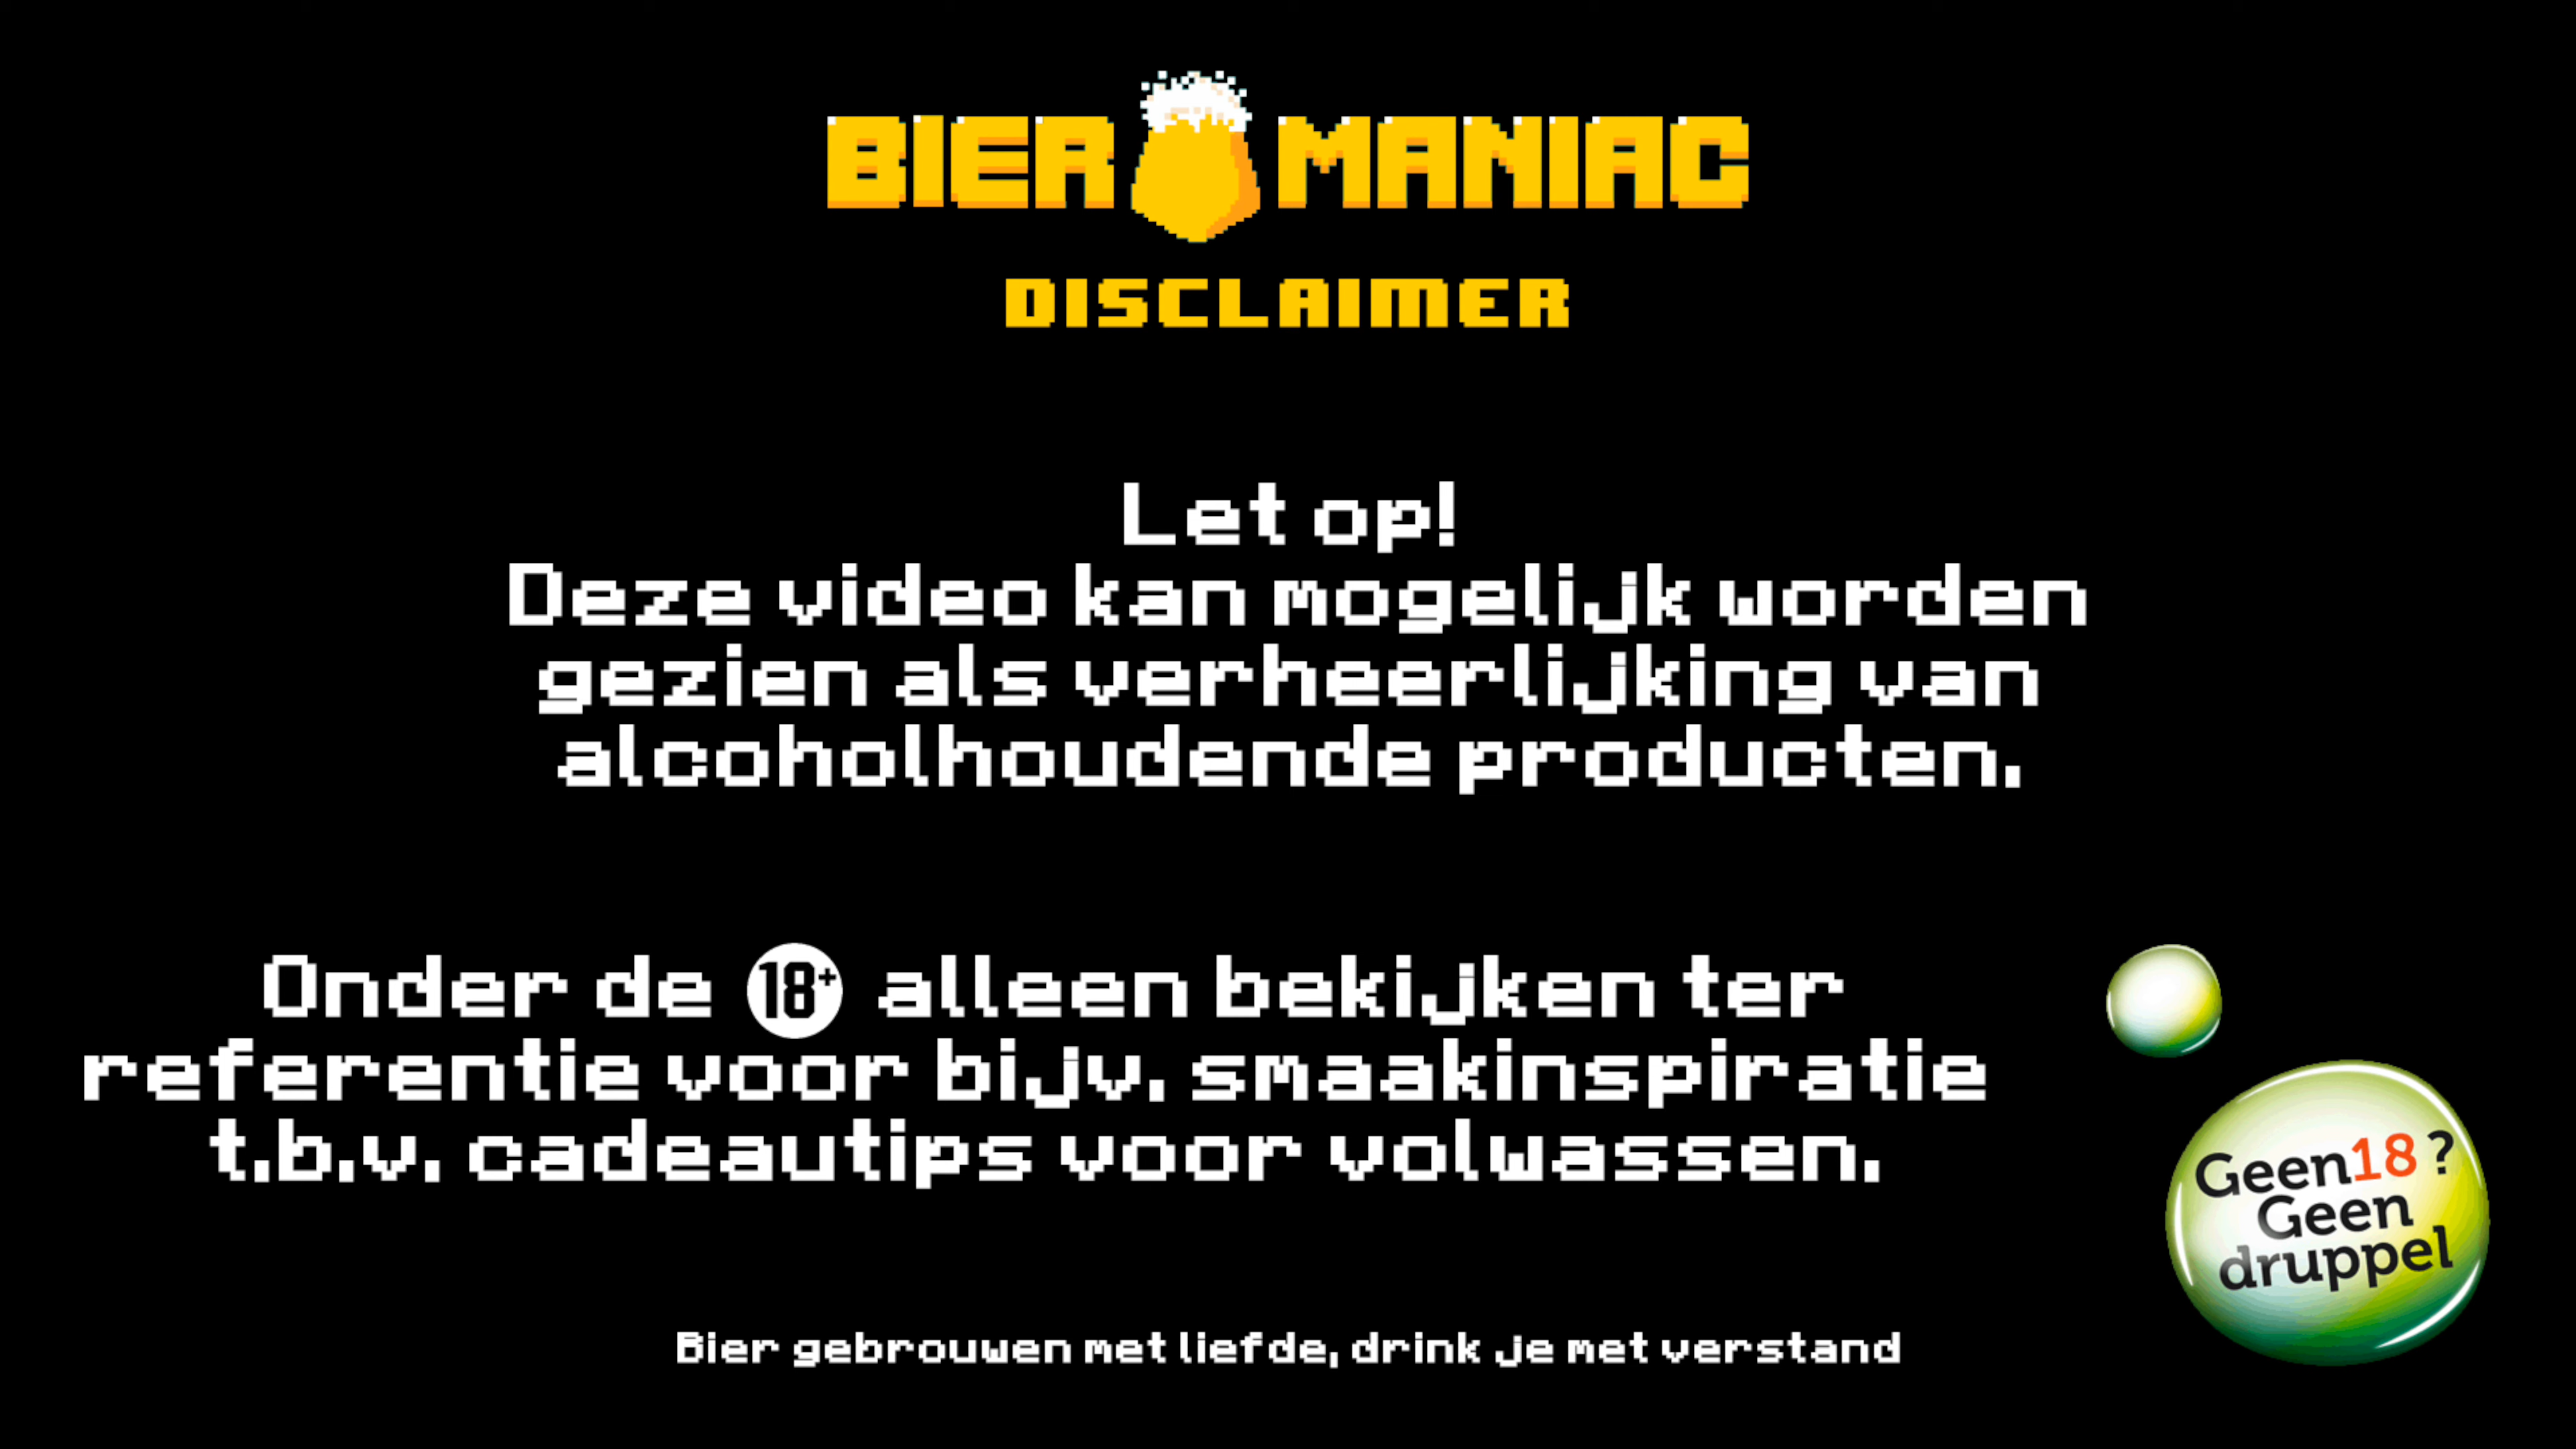 BIER MANIAC
DISCLAIMER
Let op!
Deze video kan mogelijk worden
gezien als verheerlijking van
alcoholhoudende producten.
Onder de 18+ alleen bekijken ter
referentie voor bijv. smaakinspiratie
t.b.v. cadeautips voor volwassen.
Geen18?
Geen
druppel
Bier gebrouwen met liefde, drink je met verstand